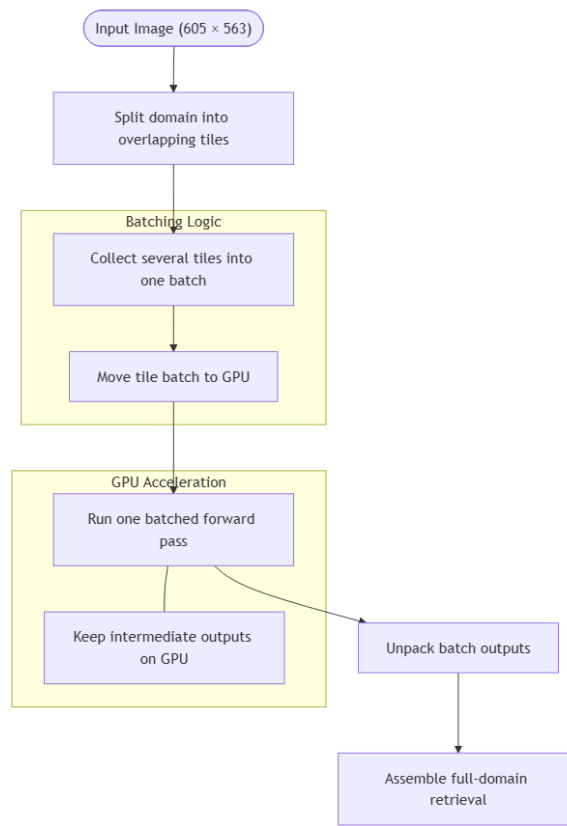 Input Image (605 × 563)
Split domain into
overlapping tiles
Batching Logic
Collect several tiles into
one batch
Move tile batch to GPU
GPU Acceleration
Run one batched forward
pass
Keep intermediate outputs
on GPU
Unpack batch outputs
Assemble full-domain
retrieval